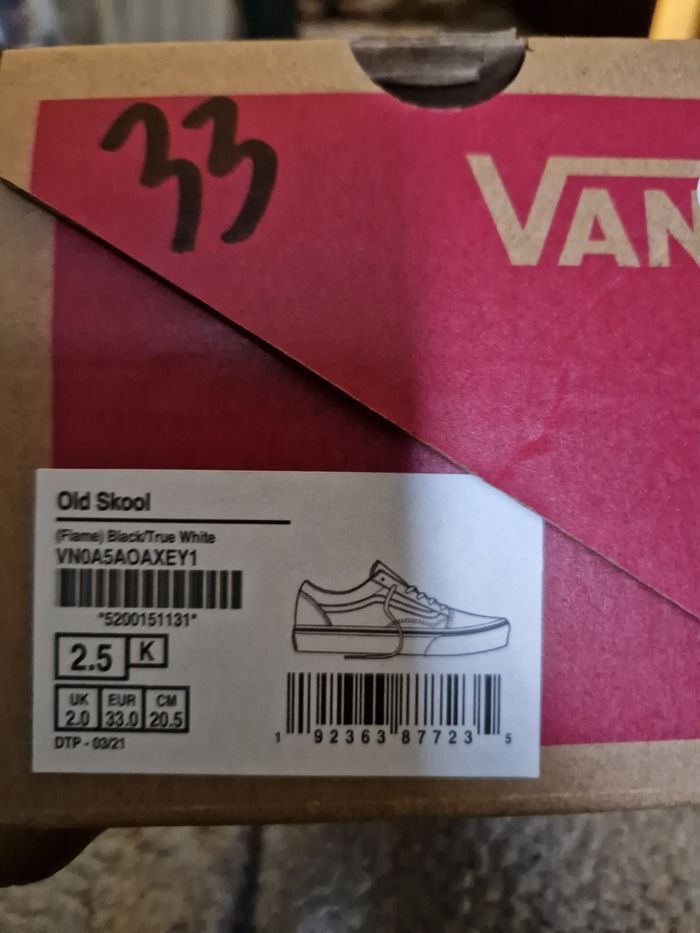 33
VAN
Old Skool
(Flame) Black/True White
VN0A5AOAXEY1
*5200151131*
2.5 K
UK EUR CM
2.0 33.0 20.5
DTP - 03/21
1 92363 87723 5